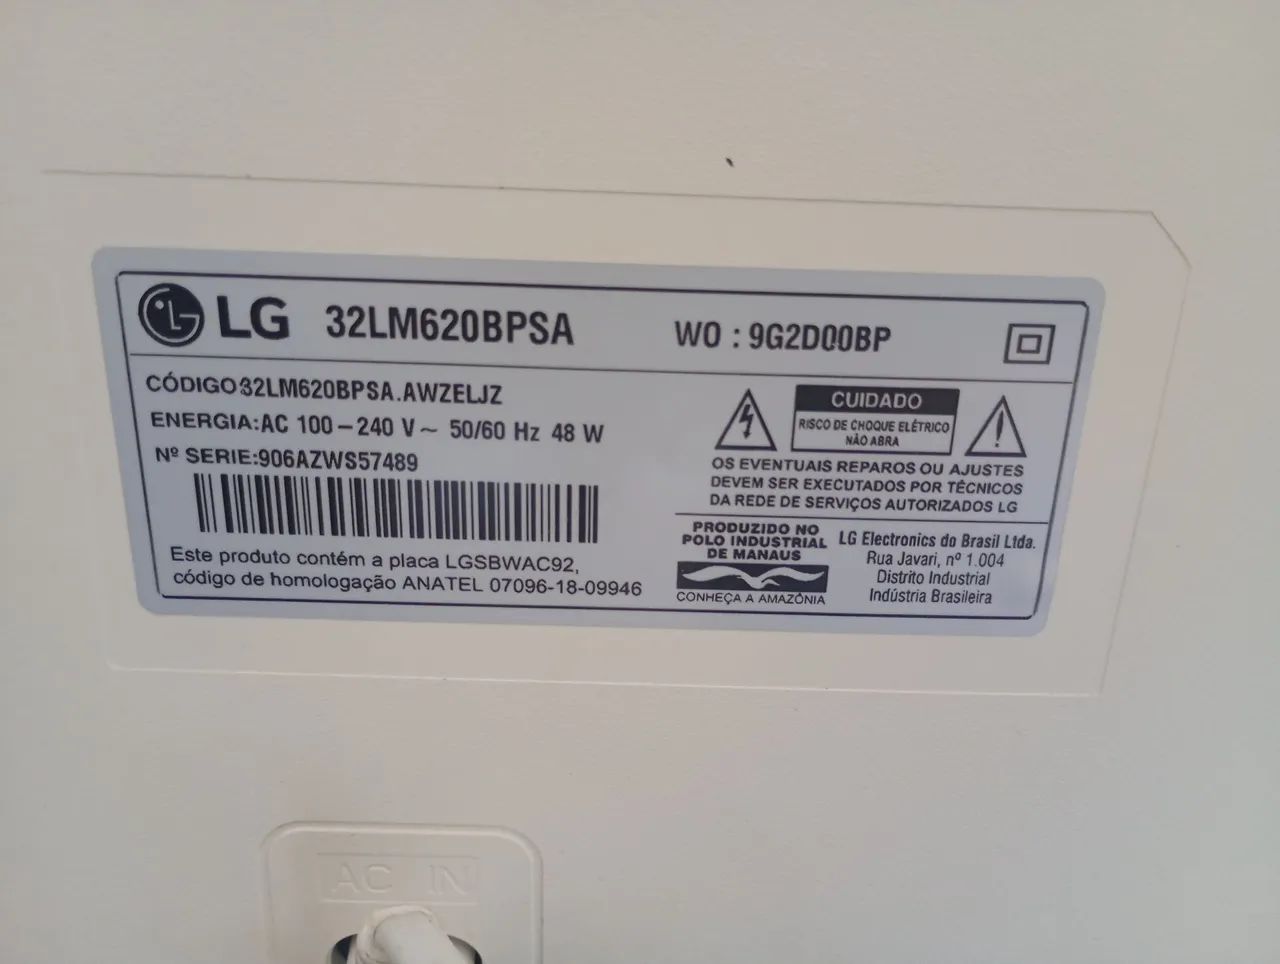 LG 32LM620BPSA WO : 9G2D00BP
CÓDIGO:32LM620BPSA.AWZELJZ
ENERGIA:AC 100-240 V~ 50/60 Hz 48 W
Nº SERIE:906AZWS57489
Este produto contém a placa LGSBWAC92,
código de homologação ANATEL 07096-18-09946
CUIDADO
RISCO DE CHOQUE ELÉTRICO
NÃO ABRA
OS EVENTUAIS REPAROS OU AJUSTES
DEVEM SER EXECUTADOS POR TÉCNICOS
DA REDE DE SERVIÇOS AUTORIZADOS LG
PRODUZIDO NO
POLO INDUSTRIAL
DE MANAUS
CONHEÇA A AMAZÔNIA
LG Electronics do Brasil Ltda.
Rua Javari, nº 1.004
Distrito Industrial
Indústria Brasileira
AC IN